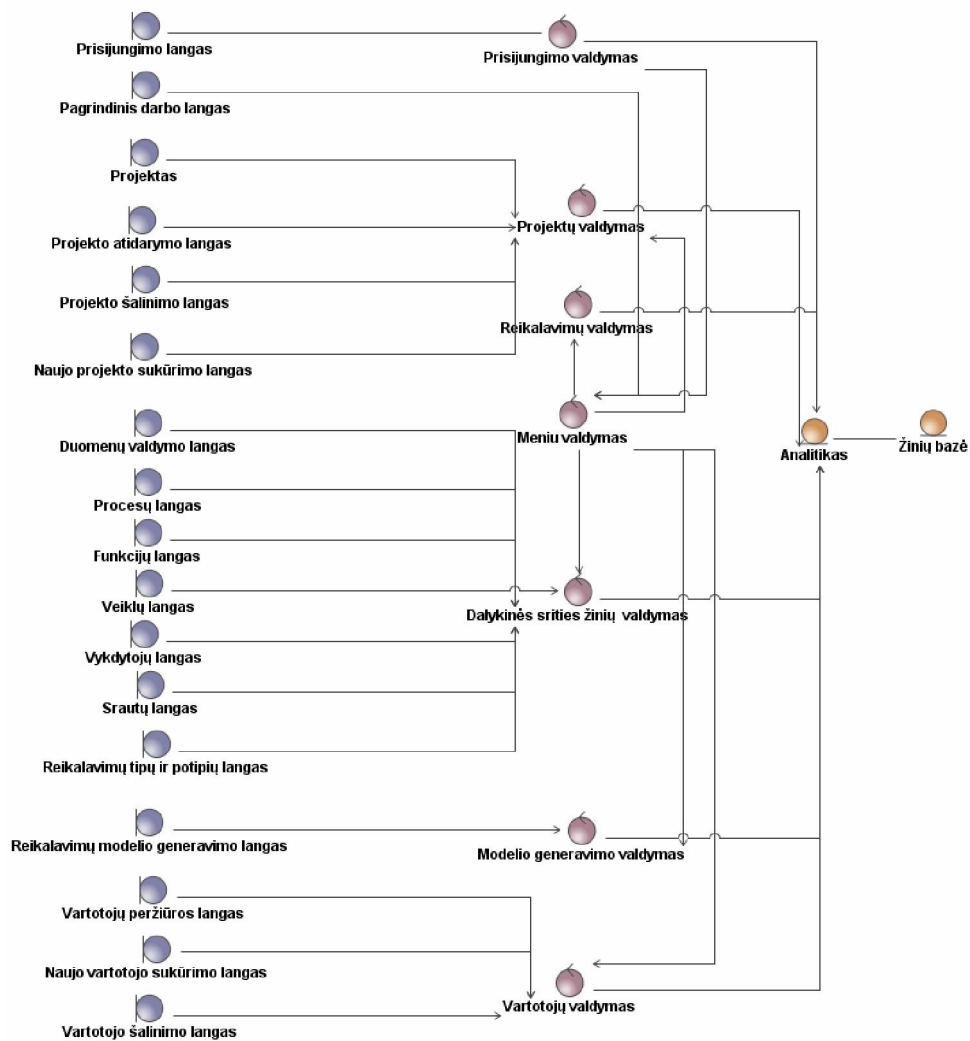 Prisijungimo langas
Prisijungimo valdymas
Pagrindinis darbo langas
Projektas
Projekto atidarymo langas
Projektų valdymas
Projekto šalinimo langas
Reikalavimų valdymas
Naujo projekto sukūrimo langas
Duomenų valdymo langas
Meniu valdymas
Analitikas
Žinių bazė
Procesų langas
Funkcijų langas
Veiklų langas
Dalykinės srities žinių valdymas
Vykdytojų langas
Srautų langas
Reikalavimų tipų ir potipių langas
Reikalavimų modelio generavimo langas
Modelio generavimo valdymas
Vartotojų peržiūros langas
Naujo vartotojo sukūrimo langas
Vartotojų valdymas
Vartotojo šalinimo langas